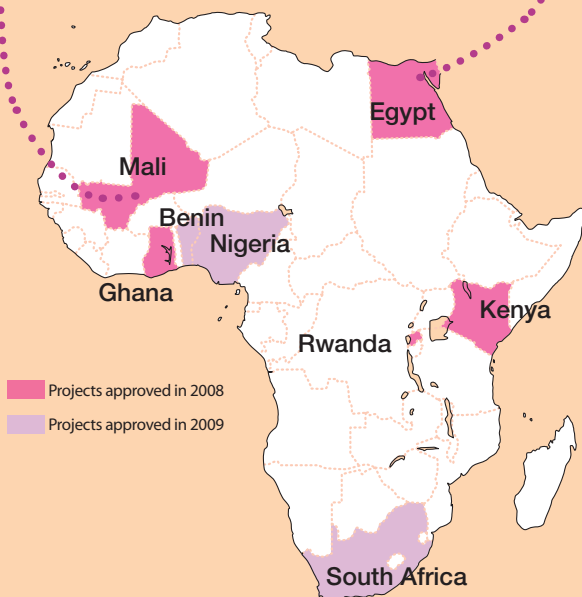 Egypt
Mali
Benin
Nigeria
Ghana
Kenya
Rwanda
Projects approved in 2008
Projects approved in 2009
South Africa